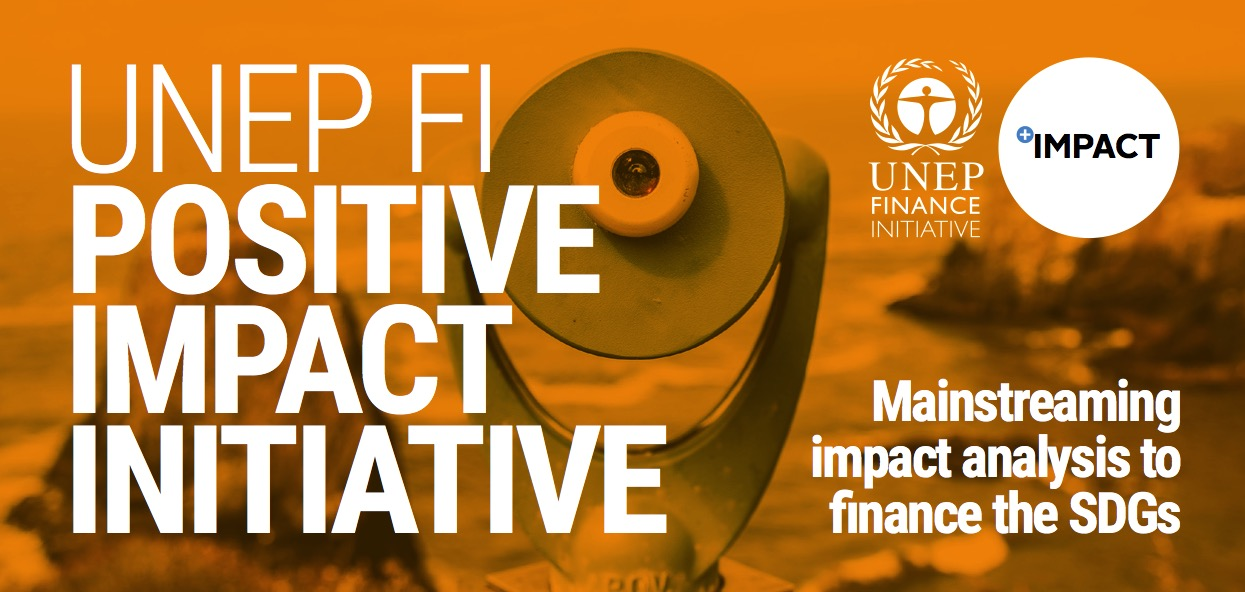 UNEP FI
POSITIVE
IMPACT
INITIATIVE
UNEP
FINANCE
INITIATIVE
IMPACT
Mainstreaming
impact analysis to
finance the SDGs